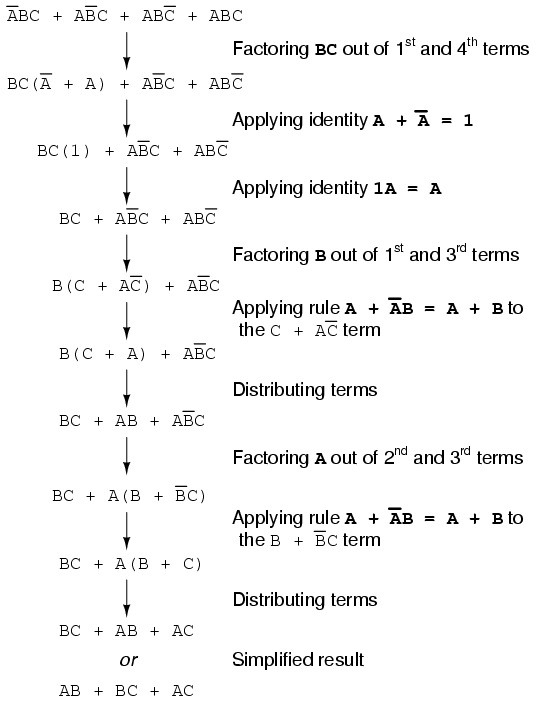 A̅BC + AB̅C + ABC̅ + ABC
Factoring BC out of 1st and 4th terms
BC(A̅ + A) + AB̅C + ABC̅
Applying identity A + A̅ = 1
BC(1) + AB̅C + ABC̅
Applying identity 1A = A
BC + AB̅C + ABC̅
Factoring B out of 1st and 3rd terms
B(C + AC̅) + AB̅C
Applying rule A + A̅B = A + B to
the C + AC̅ term
B(C + A) + AB̅C
Distributing terms
BC + AB + AB̅C
Factoring A out of 2nd and 3rd terms
BC + A(B + B̅C)
Applying rule A + A̅B = A + B to
the B + B̅C term
BC + A(B + C)
Distributing terms
BC + AB + AC
or Simplified result
AB + BC + AC